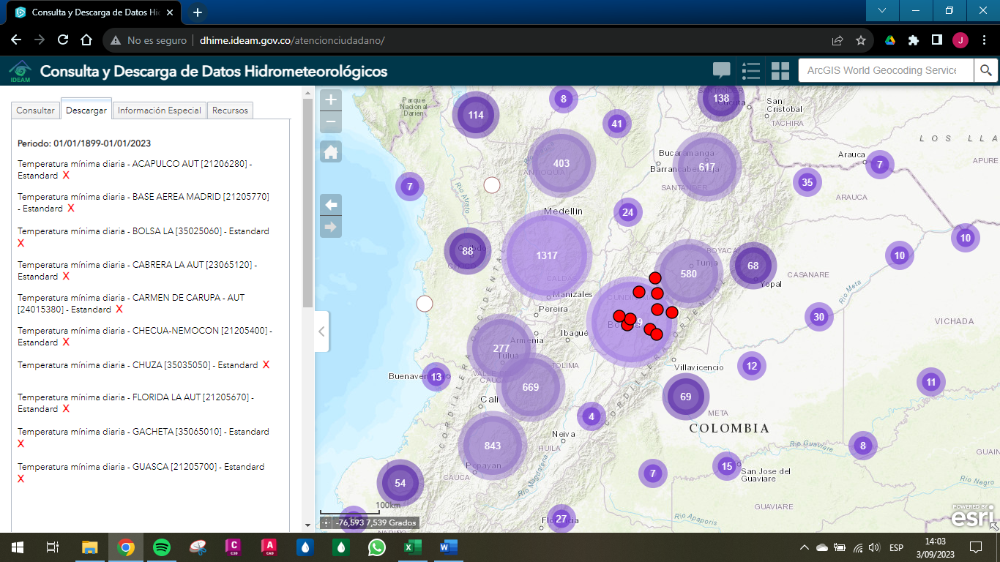 Consulta y Descarga de Datos Hi
No es seguro
dhime.ideam.gov.co/atencionciudadano/
J
IDEAM
Consulta y Descarga de Datos Hidrometeorológicos
ArcGIS World Geocoding Service
Consultar
Descargar
Información Especial
Recursos
Periodo: 01/01/1899-01/01/2023
Temperatura mínima diaria - ACAPULCO AUT [21206280] -
Estandard X
Temperatura mínima diaria - BASE AEREA MADRID [21205770]
- Estandard X
Temperatura mínima diaria - BOLSA LA [35025060] - Estandard
X
Temperatura mínima diaria - CABRERA LA AUT [23065120] -
Estandard X
Temperatura mínima diaria - CARMEN DE CARUPA - AUT
[24015380] - Estandard X
Temperatura mínima diaria - CHECUA-NEMOCON [21205400] -
Estandard X
Temperatura mínima diaria - CHUZA [35035050] - Estandard X
Temperatura mínima diaria - FLORIDA LA AUT [21205670] -
Estandard X
Temperatura mínima diaria - GACHETA [35065010] - Estandard
X
Temperatura mínima diaria - GUASCA [21205700] - Estandard
X
Parque
Nacional
Darien
8
138
SANTANDER
Cucuta
San
Cristobal
TACHIRA
114
41
LOS LLA
403
ANTIOQUIA
Bucaramanga
617
Barrancabermeja
SANTANDER
Arauca
7
APURE
7
35
ARAUCA
Río Atrato
Medellin
24
10
88
1317
CALDAS
BOYACA
580
Tunja
68
Yopal
10
CASANARE
Río Meta
Manizales
CUNDINA
Pereira
9
30
VICHADA
277
Armenia
Ibagué
Tuluá
TOLIMA
Villavicencio
12
Buenaventura
13
VALLE
CAU
669
11
Cali
69
META
4
COLOMBIA
Neiva
843
HUILA
Popayan
CAUCA
Río Magdalena
Rio Guaviare
8
GUAIN
7
15
San Jose del
Guaviare
54
Rio Negro
GUAVIARE
100km
27
Rio Apaporis
-76,593 7,539 Grados
CORDILLERA OCCIDENTAL
CORDILLERA ORIENTAL
POWERED BY
esri
C
C3D
A
CAD
ESP
14:03
3/09/2023